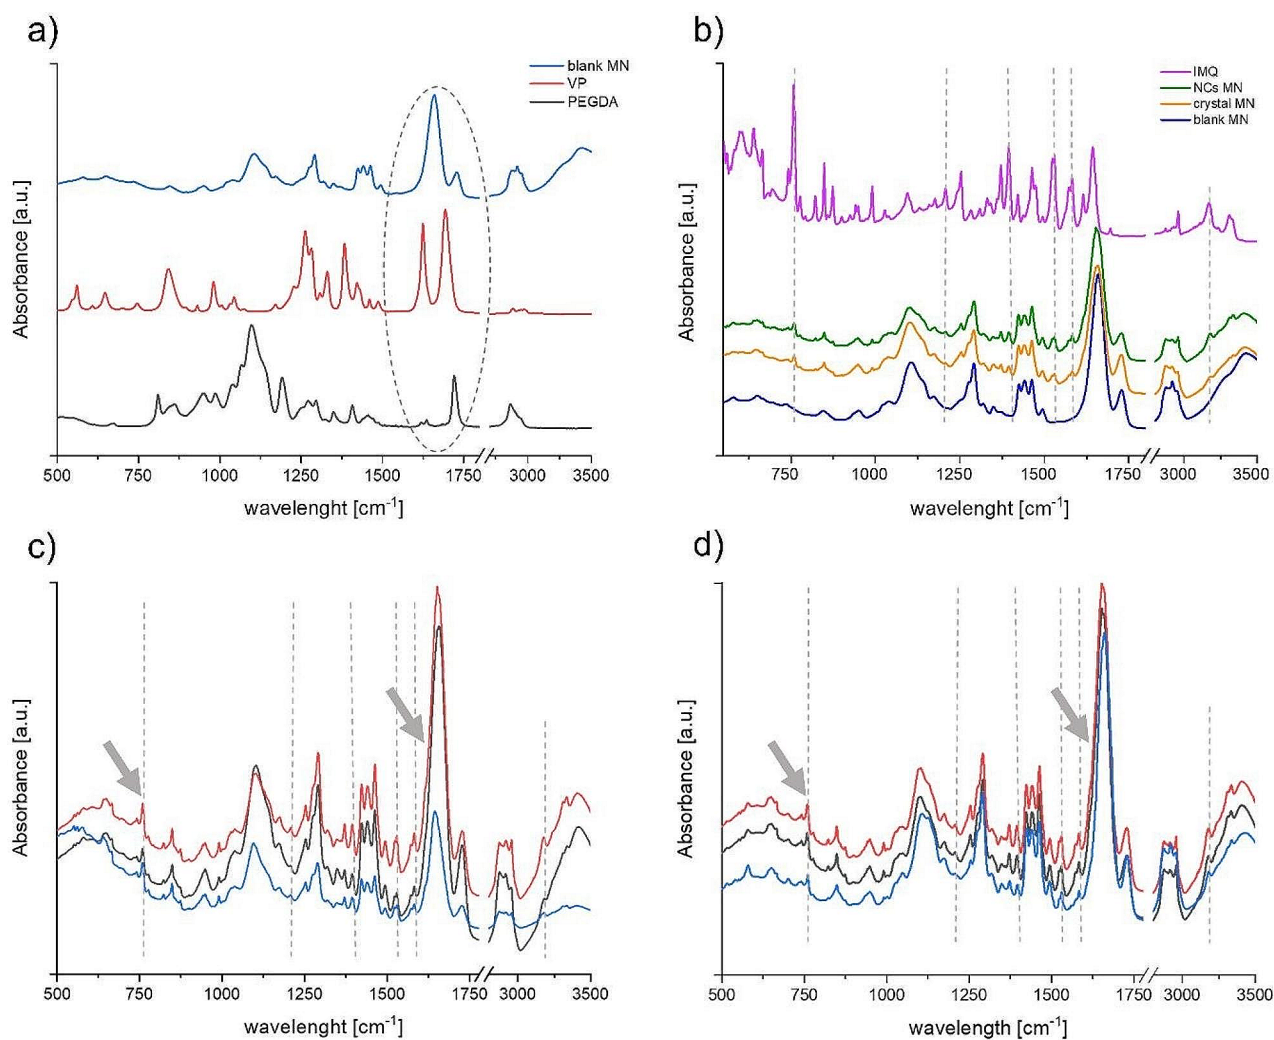 a)
blank MN
VP
PEGDA
Absorbance [a.u.]
500 750 1000 1250 1500 1750 3000 3500
wavelenght [cm-1]
b)
IMQ
NCs MN
crystal MN
blank MN
Absorbance [a.u.]
750 1000 1250 1500 1750 3000 3500
wavelenght [cm-1]
c)
Absorbance [a.u.]
500 750 1000 1250 1500 1750 3000 3500
wavelenght [cm-1]
d)
Absorbance [a.u.]
500 750 1000 1250 1500 1750 3000 3500
wavelength [cm-1]